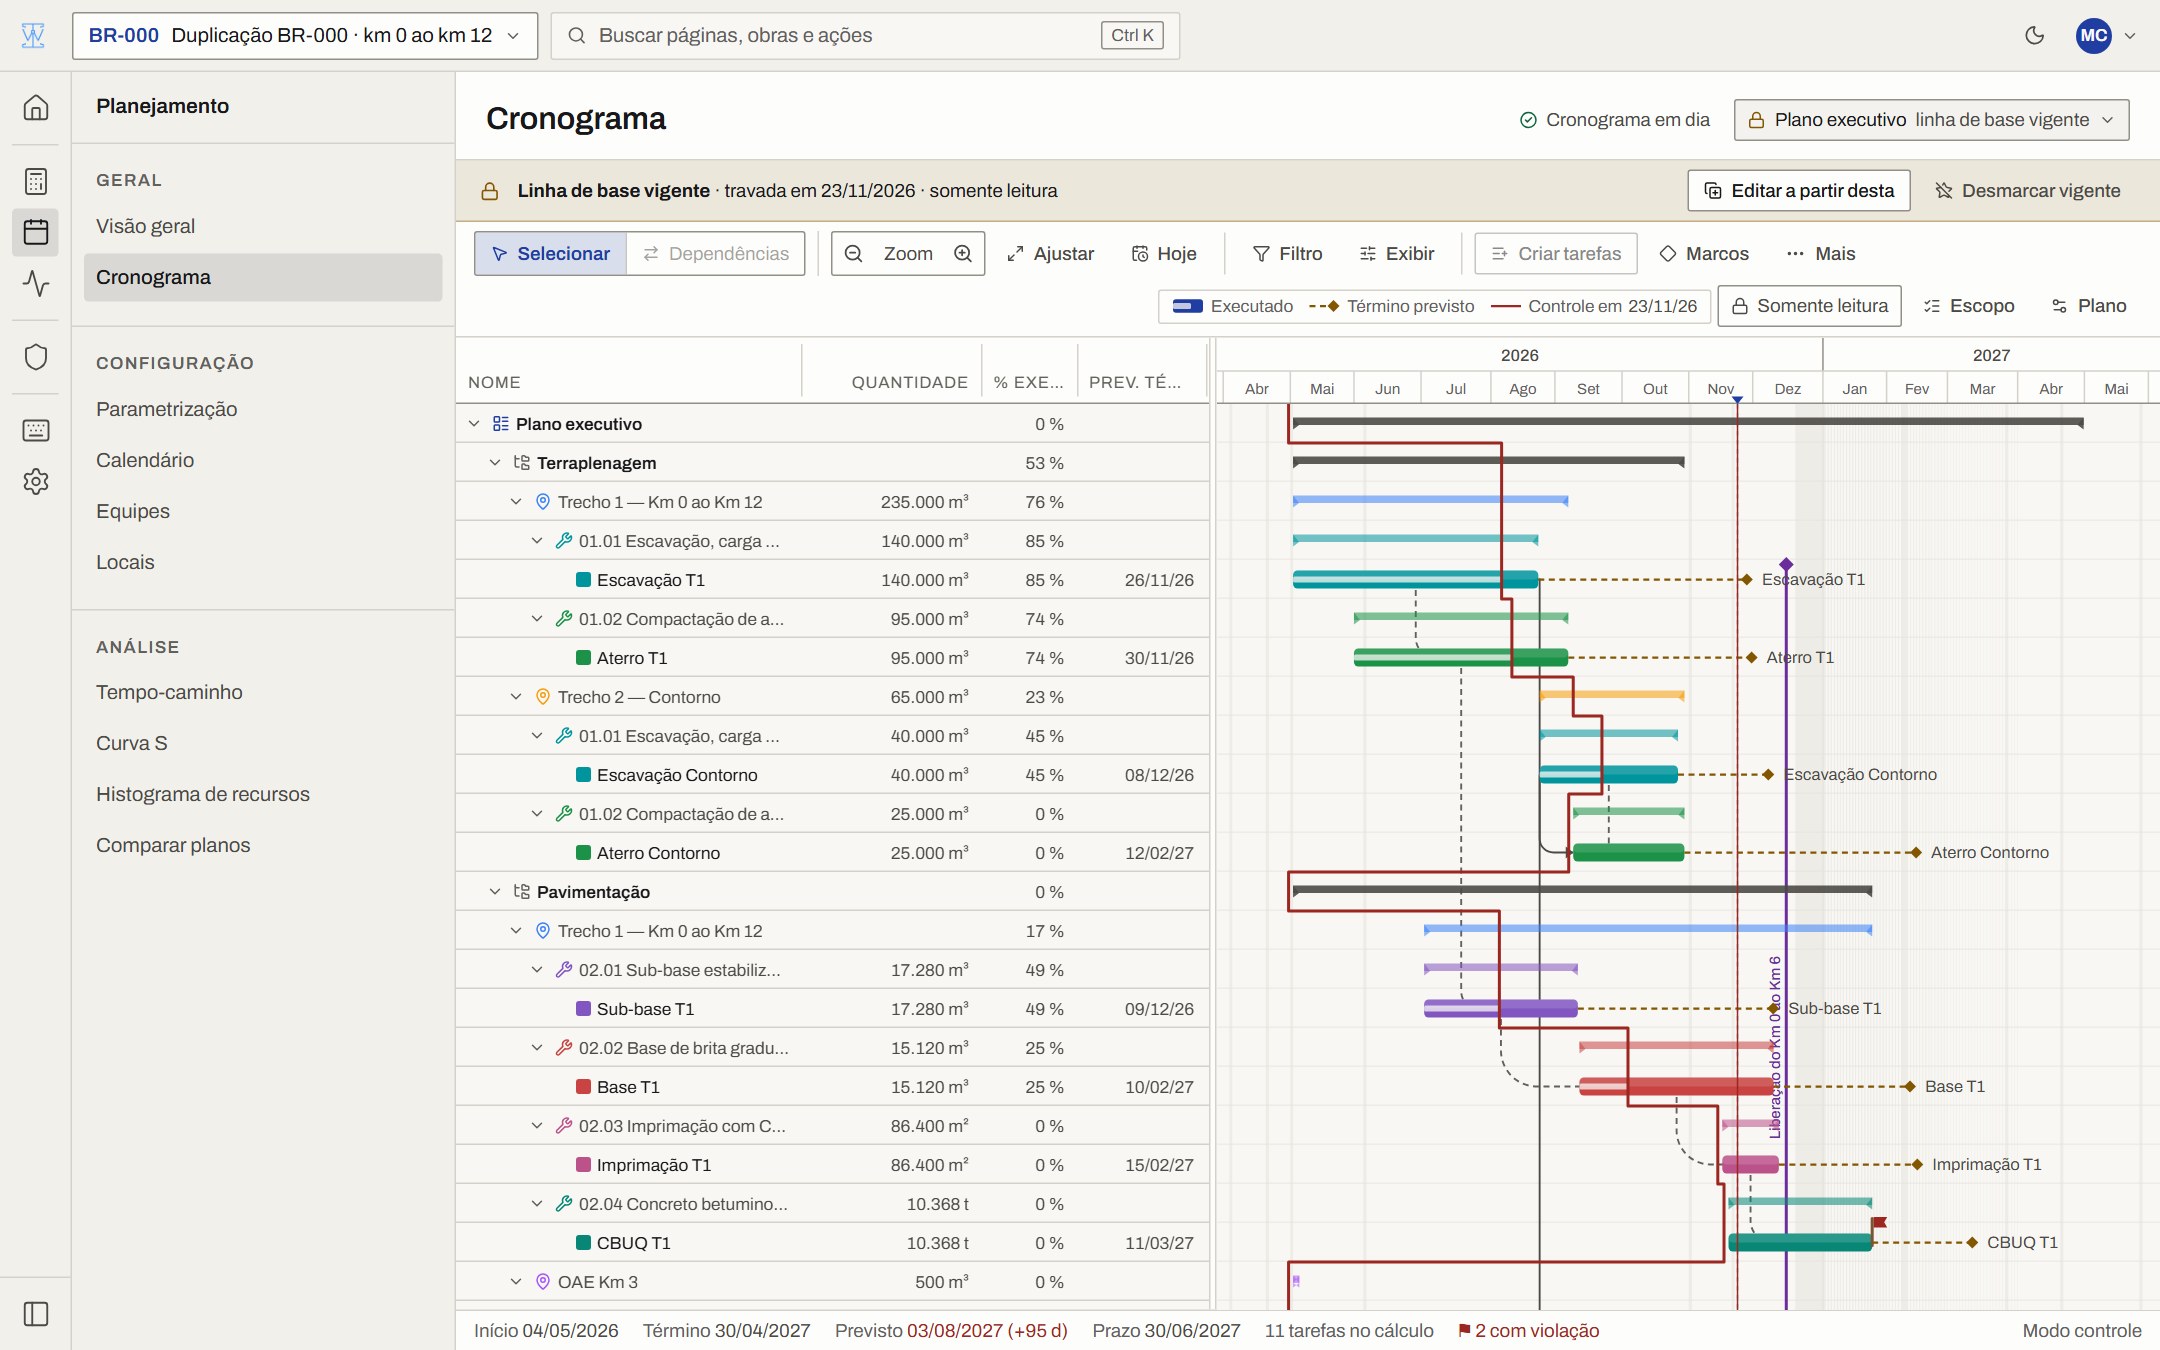 BR-000 Duplicação BR-000 · km 0 ao km 12
Buscar páginas, obras e ações
Ctrl K
MC
Planejamento
GERAL
Visão geral
Cronograma
CONFIGURAÇÃO
Parametrização
Calendário
Equipes
Locais
ANÁLISE
Tempo-caminho
Curva S
Histograma de recursos
Comparar planos
Cronograma
Cronograma em dia
Plano executivo linha de base vigente
Linha de base vigente · travada em 23/11/2026 · somente leitura
Editar a partir desta
Desmarcar vigente
Selecionar
Dependências
Zoom
Ajustar
Hoje
Filtro
Exibir
Criar tarefas
Marcos
Mais
Executado
Término previsto
Controle em 23/11/26
Somente leitura
Escopo
Plano
NOME QUANTIDADE % EXE... PREV. TÉ...
2026 2027
Abr Mai Jun Jul Ago Set Out Nov Dez Jan Fev Mar Abr Mai
Plano executivo 0 %
Terraplenagem 53 %
Trecho 1 — Km 0 ao Km 12 235.000 m³ 76 %
01.01 Escavação, carga ... 140.000 m³ 85 %
Escavação T1 140.000 m³ 85 % 26/11/26 Escavação T1
01.02 Compactação de a... 95.000 m³ 74 %
Aterro T1 95.000 m³ 74 % 30/11/26 Aterro T1
Trecho 2 — Contorno 65.000 m³ 23 %
01.01 Escavação, carga ... 40.000 m³ 45 %
Escavação Contorno 40.000 m³ 45 % 08/12/26 Escavação Contorno
01.02 Compactação de a... 25.000 m³ 0 %
Aterro Contorno 25.000 m³ 0 % 12/02/27 Aterro Contorno
Pavimentação 0 %
Trecho 1 — Km 0 ao Km 12 17 %
02.01 Sub-base estabiliz... 17.280 m³ 49 %
Sub-base T1 17.280 m³ 49 % 09/12/26 Sub-base T1
02.02 Base de brita gradu... 15.120 m³ 25 %
Base T1 15.120 m³ 25 % 10/02/27 Base T1
02.03 Imprimação com C... 86.400 m² 0 %
Imprimação T1 86.400 m² 0 % 15/02/27 Imprimação T1
02.04 Concreto betumino... 10.368 t 0 %
CBUQ T1 10.368 t 0 % 11/03/27 CBUQ T1
OAE Km 3 500 m³ 0 %
Liberação do Km 0 ao Km 6
Início 04/05/2026 Término 30/04/2027 Previsto 03/08/2027 (+95 d) Prazo 30/06/2027 11 tarefas no cálculo 2 com violação Modo controle